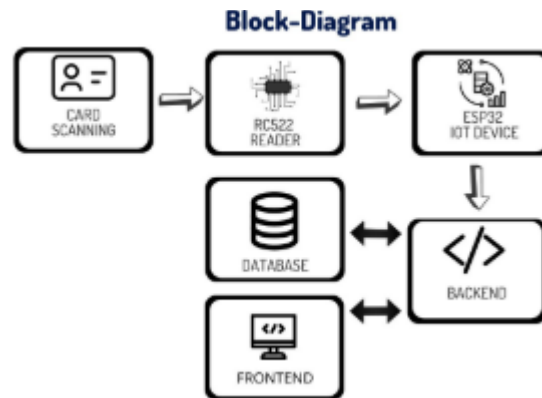 Block-Diagram
CARD
SCANNING
RC522
READER
ESP32
IOT DEVICE
DATABASE
BACKEND
FRONTEND